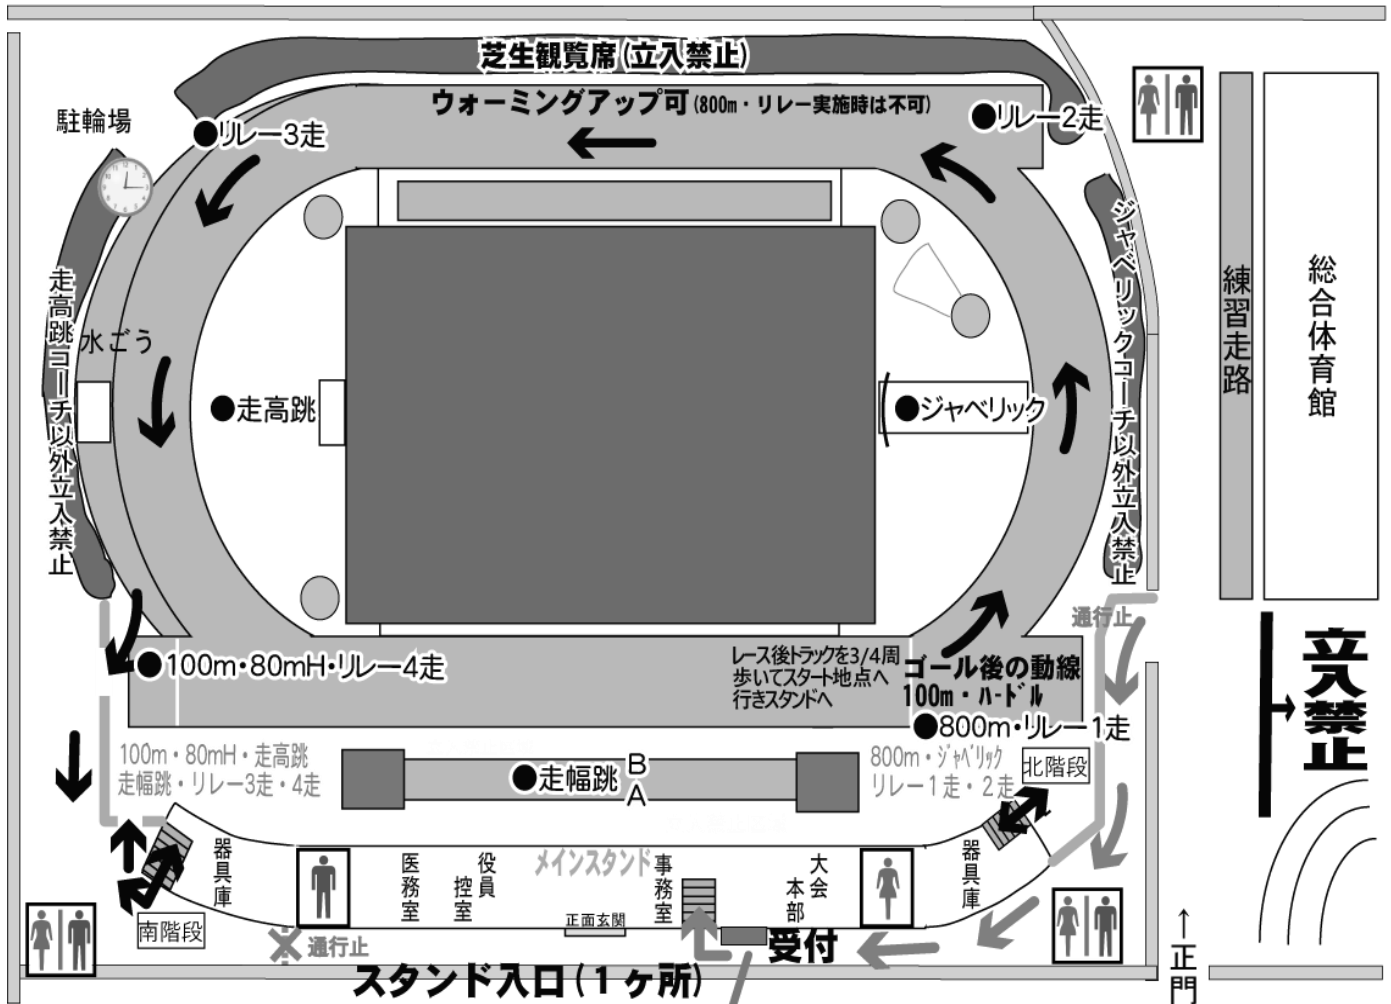 芝生観覧席(立入禁止)
ウォーミングアップ可(800m・リレー実施時は不可)
駐輪場
●リレー3走
●リレー2走
走高跳コーチ以外立入禁止
水ごう
●走高跳
●ジャベリック
ジャベリックコーチ以外立入禁止
練習走路
総合体育館
通行止
立入禁止
●100m・80mH・リレー4走
レース後トラックを3/4周
歩いてスタート地点へ
行きスタンドへ
ゴール後の動線
100m・ハードル
●800m・リレー1走
100m・80mH・走高跳
走幅跳・リレー3走・4走
●走幅跳
B
A
800m・ジャベリック
リレー1走・2走
北階段
器具庫
医務室
役員
控室
メインスタンド
事務室
大会
本部
器具庫
南階段
正面玄関
通行止
受付
スタンド入口(1ヶ所)
↑正門